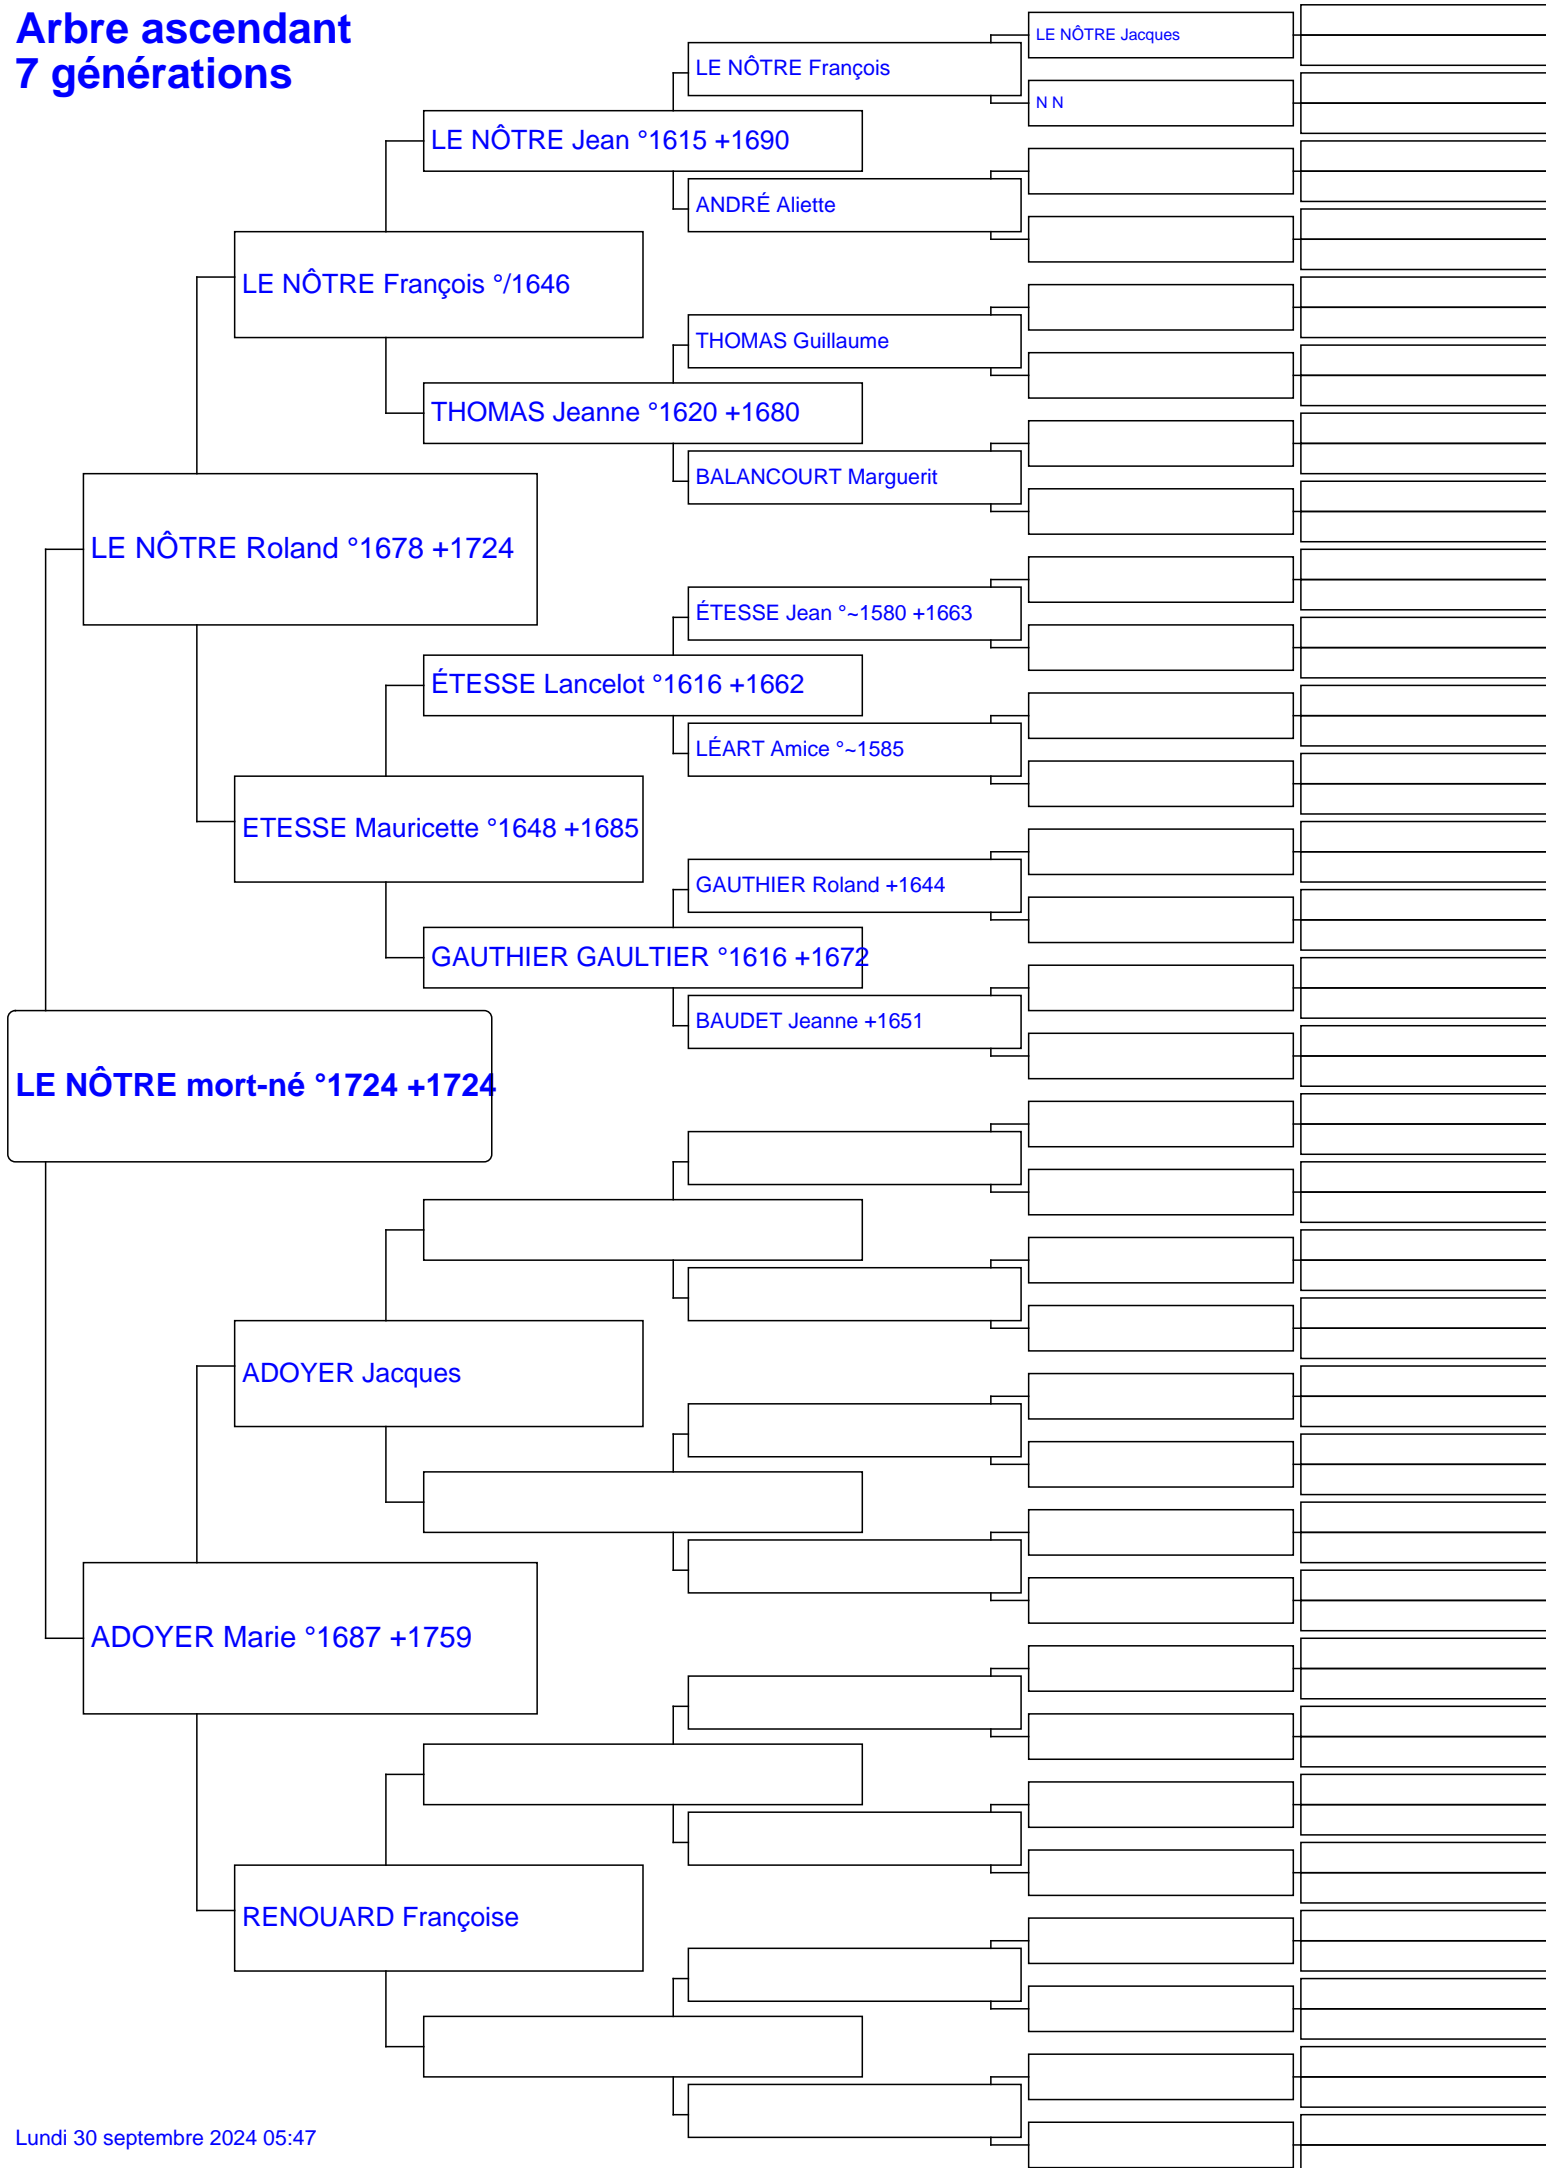 Arbre ascendant
7 générations
LE NÔTRE Jacques
LE NÔTRE François
N N
LE NÔTRE Jean °1615 +1690
ANDRÉ Aliette
LE NÔTRE François °/1646
THOMAS Guillaume
THOMAS Jeanne °1620 +1680
BALANCOURT Marguerit
LE NÔTRE Roland °1678 +1724
ÉTESSE Jean °~1580 +1663
ÉTESSE Lancelot °1616 +1662
LÉART Amice °~1585
ETESSE Mauricette °1648 +1685
GAUTHIER Roland +1644
GAUTHIER GAULTIER °1616 +1672
BAUDET Jeanne +1651
LE NÔTRE mort-né °1724 +1724
ADOYER Jacques
ADOYER Marie °1687 +1759
RENOUARD Françoise
Lundi 30 septembre 2024 05:47